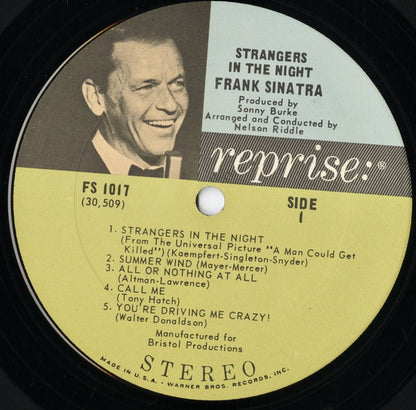 STRANGERS
IN THE NIGHT
FRANK SINATRA
Produced by
Sonny Burke
Arranged and Conducted by
Nelson Riddle
reprise:®
FS 1017
(30,509)
SIDE
1
1. STRANGERS IN THE NIGHT
(From The Universal Picture "A Man Could Get
Killed") (Kaempfert-Singleton-Snyder)
2. SUMMER WIND (Mayer-Mercer)
3. ALL OR NOTHING AT ALL
(Altman-Lawrence)
4. CALL ME
(Tony Hatch)
5. YOU'RE DRIVING ME CRAZY!
(Walter Donaldson)
Manufactured for
Bristol Productions
STEREO
MADE IN U.S.A. - WARNER BROS. RECORDS, INC.